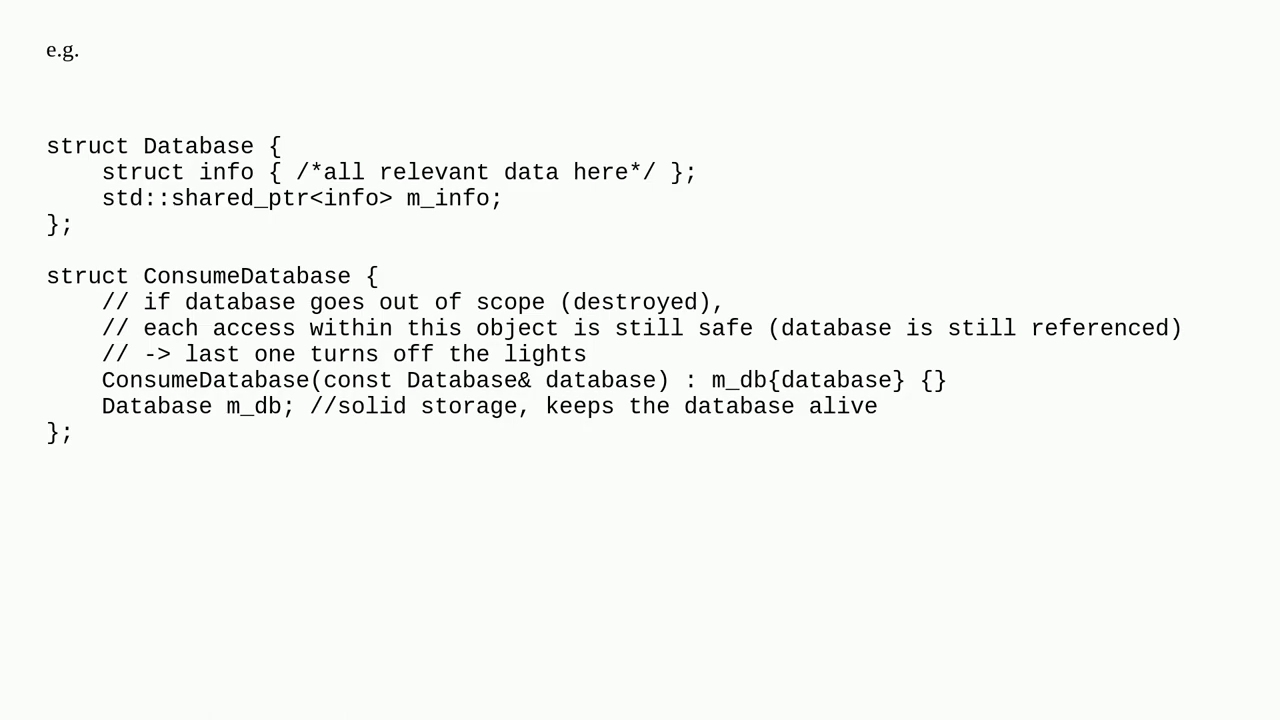 e.g.
struct Database {
    struct info { /*all relevant data here*/ };
    std::shared_ptr<info> m_info;
};
struct ConsumeDatabase {
    // if database goes out of scope (destroyed),
    // each access within this object is still safe (database is still referenced)
    // -> last one turns off the lights
    ConsumeDatabase(const Database& database) : m_db{database} {}
    Database m_db; //solid storage, keeps the database alive
};